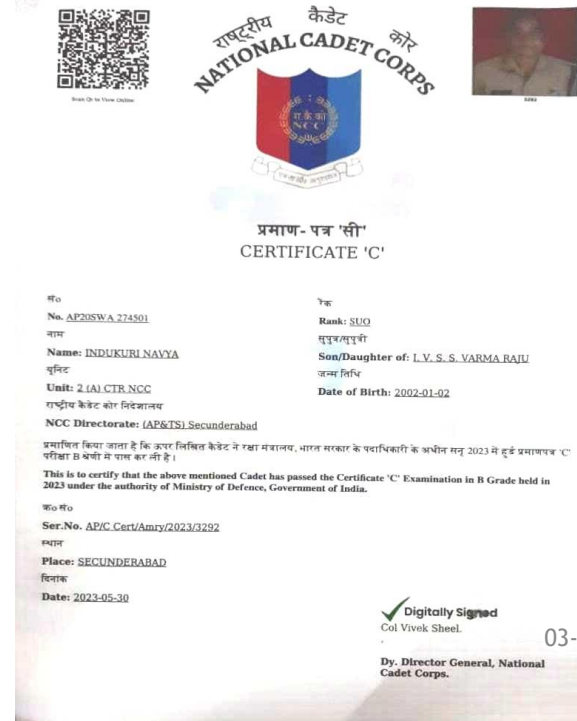 Scan Qr to View Online
राष्ट्रीय कैडेट कोर
NATIONAL CADET CORPS
3292
रा.कै.को
NCC
एकता और अनुशासन
प्रमाण- पत्र 'सी'
CERTIFICATE 'C'
सं०
No. AP20SWA 274501
नाम
Name: INDUKURI NAVYA
यूनिट
Unit: 2 (A) CTR NCC
राष्ट्रीय कैडेट कोर निदेशालय
NCC Directorate: (AP&TS) Secunderabad
रैंक
Rank: SUO
सुपुत्र/सुपुत्री
Son/Daughter of: I. V. S. S. VARMA RAJU
जन्म तिथि
Date of Birth: 2002-01-02
प्रमाणित किया जाता है कि ऊपर लिखित कैडेट ने रक्षा मंत्रालय, भारत सरकार के पदाधिकारी के अधीन सन् 2023 में हुई प्रमाणपत्र 'C'
परीक्षा B श्रेणी में पास कर ली है।
This is to certify that the above mentioned Cadet has passed the Certificate 'C' Examination in B Grade held in
2023 under the authority of Ministry of Defence, Government of India.
क्र० सं०
Ser.No. AP/C Cert/Amry/2023/3292
स्थान
Place: SECUNDERABAD
दिनांक
Date: 2023-05-30
Digitally Signed
Col Vivek Sheel.
.
Dy. Director General, National
Cadet Corps.
03-